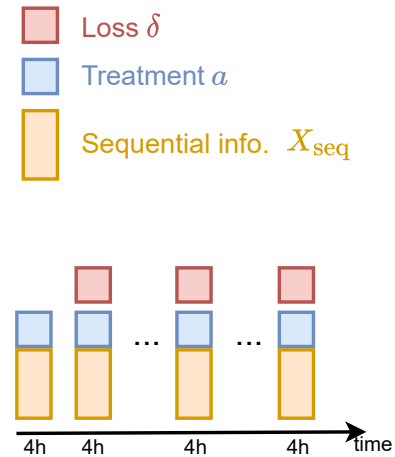 Loss δ
Treatment a
Sequential info. X_seq
... ...
4h 4h 4h 4h time